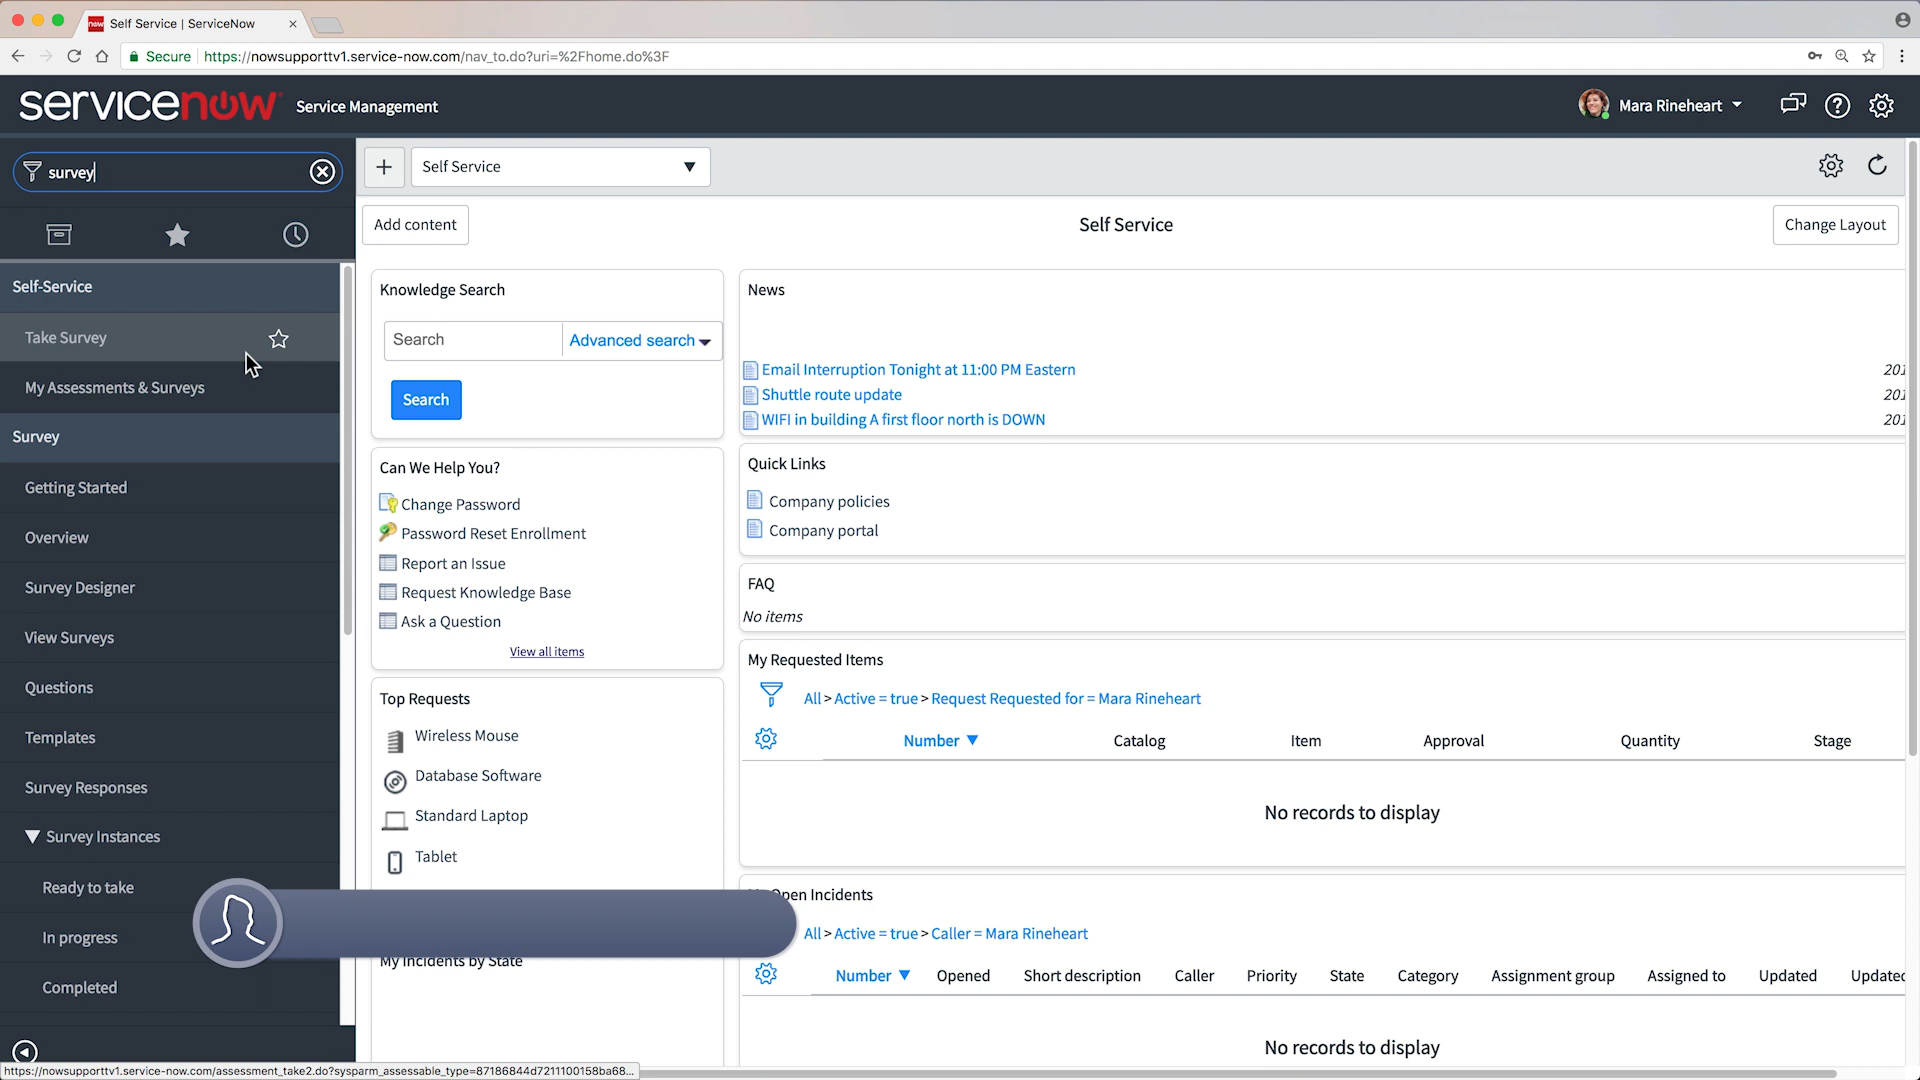 Self Service | ServiceNow
Secure https://nowsupporttv1.service-now.com/nav_to.do?uri=%2Fhome.do%3F
servicenow Service Management
Mara Rineheart
survey
Self Service
Add content
Self Service
Change Layout
Self-Service
Take Survey
My Assessments & Surveys
Survey
Getting Started
Overview
Survey Designer
View Surveys
Questions
Templates
Survey Responses
Survey Instances
Ready to take
In progress
Completed
Knowledge Search
Search
Advanced search
Search
Can We Help You?
Change Password
Password Reset Enrollment
Report an Issue
Request Knowledge Base
Ask a Question
View all items
Top Requests
Wireless Mouse
Database Software
Standard Laptop
Tablet
My Incidents by State
News
Email Interruption Tonight at 11:00 PM Eastern 201
Shuttle route update 201
WIFI in building A first floor north is DOWN 201
Quick Links
Company policies
Company portal
FAQ
No items
My Requested Items
All > Active = true > Request Requested for = Mara Rineheart
Number Catalog Item Approval Quantity Stage
No records to display
Open Incidents
All > Active = true > Caller = Mara Rineheart
Number Opened Short description Caller Priority State Category Assignment group Assigned to Updated Updated
No records to display
https://nowsupporttv1.service-now.com/assessment_take2.do?sysparm_assessable_type=87186844d7211100158ba68...